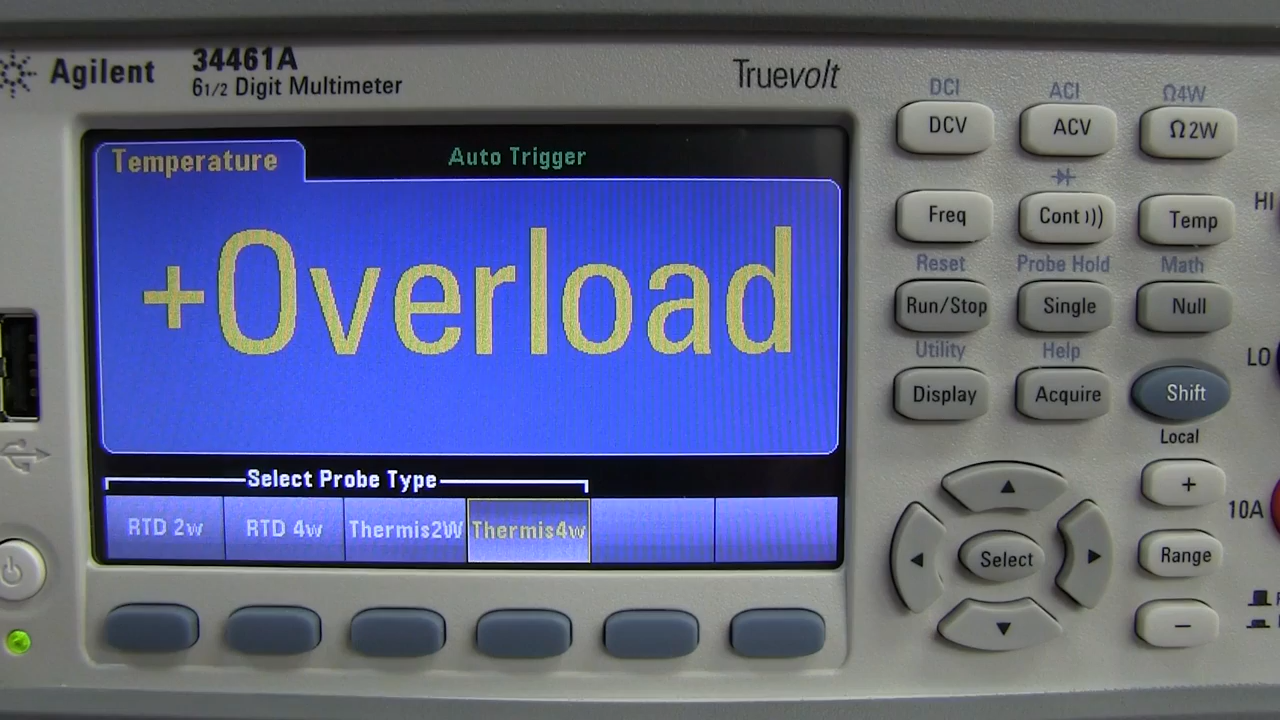 Agilent
34461A
6 1/2 Digit Multimeter
Truevolt
Temperature
Auto Trigger
+Overload
Select Probe Type
RTD 2w
RTD 4w
Thermis2W
Thermis4w
DCI
ACI
Ω4W
DCV
ACV
Ω2W
Freq
Cont
Temp
Reset
Probe Hold
Math
Run/Stop
Single
Null
Utility
Help
Display
Acquire
Shift
Local
+
Select
Range
−
HI
LO
10A